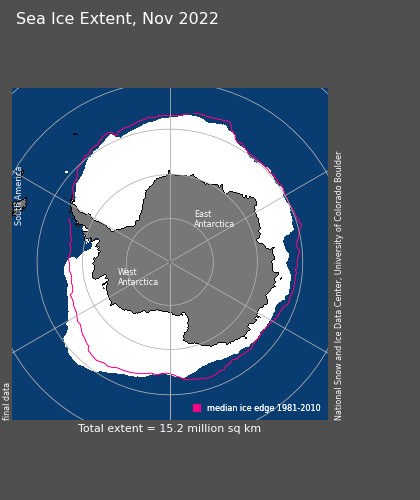 Sea Ice Extent, Nov 2022
South America
East
Antarctica
West
Antarctica
National Snow and Ice Data Center, University of Colorado Boulder
final data
median ice edge 1981-2010
Total extent = 15.2 million sq km